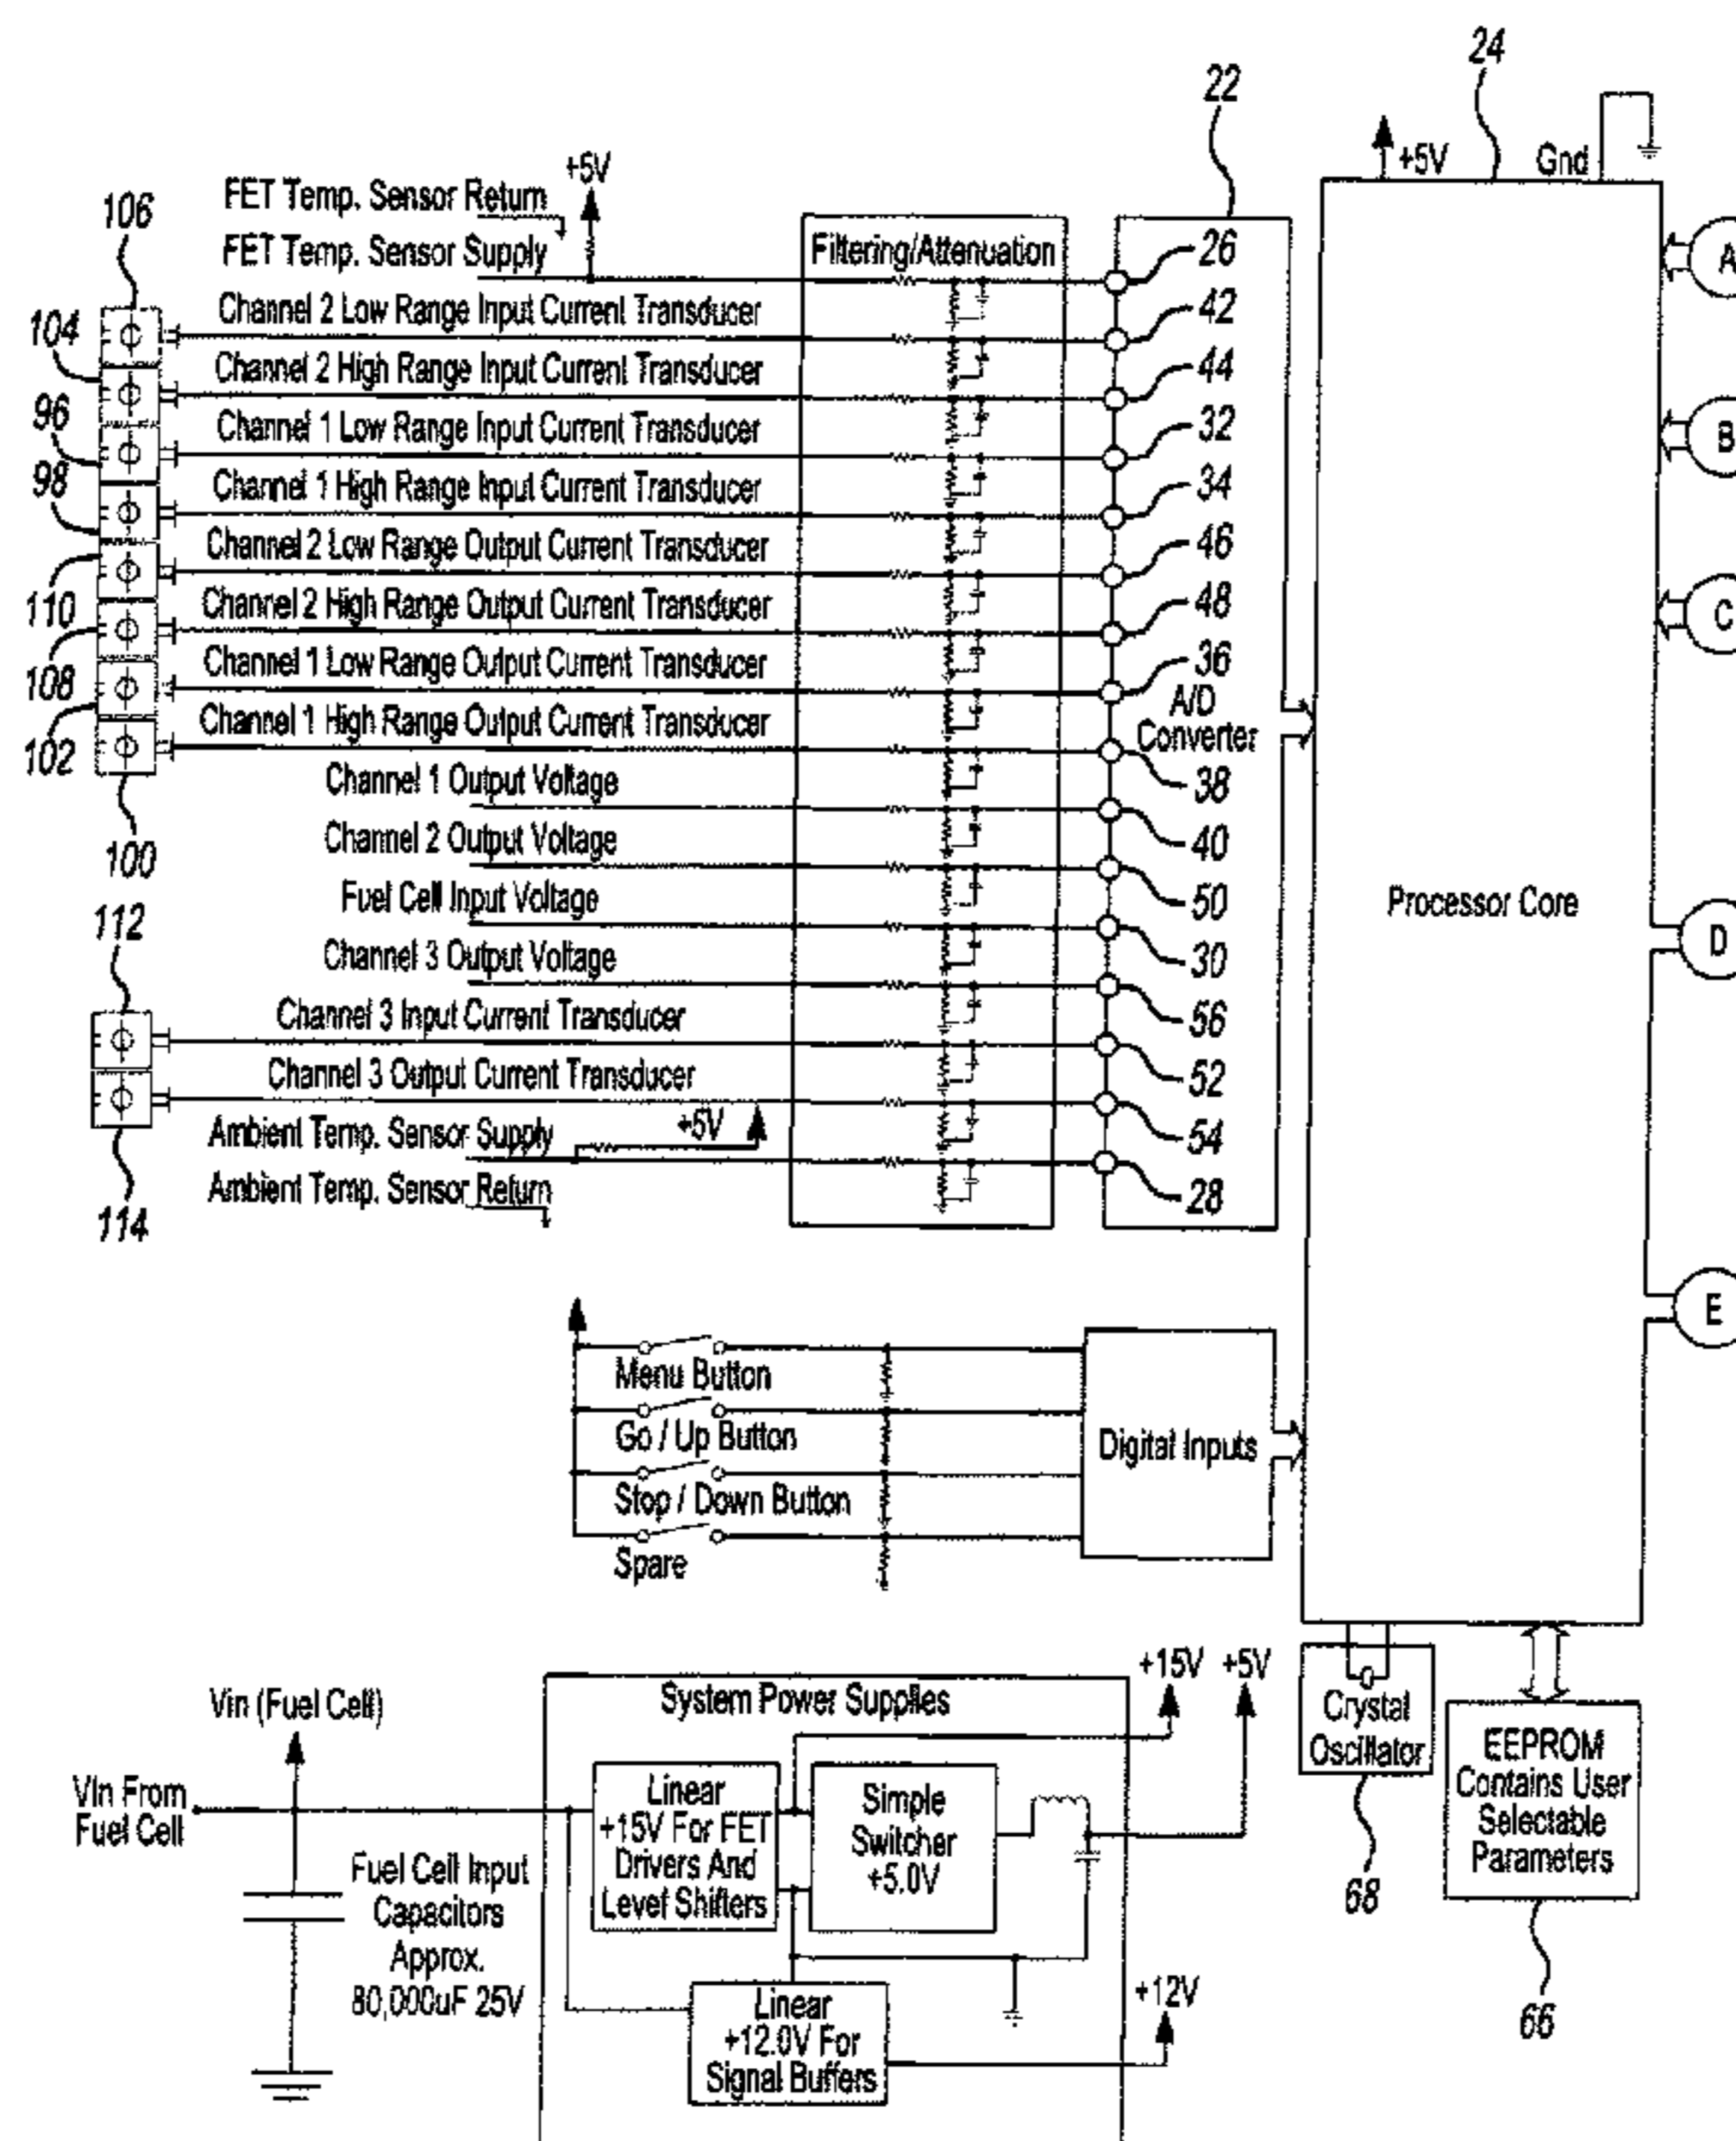 24
22
+5V
Gnd
FET Temp. Sensor Return
+5V
106
FET Temp. Sensor Supply
Filtering/Attenuation
26
A
Channel 2 Low Range Input Current Transducer
42
104
Channel 2 High Range Input Current Transducer
44
96
Channel 1 Low Range Input Current Transducer
32
B
98
Channel 1 High Range Input Current Transducer
34
Channel 2 Low Range Output Current Transducer
46
110
Channel 2 High Range Output Current Transducer
48
C
108
Channel 1 Low Range Output Current Transducer
36
A/D
Converter
102
Channel 1 High Range Output Current Transducer
38
Channel 1 Output Voltage
100
Channel 2 Output Voltage
40
Fuel Cell Input Voltage
50
Processor Core
112
Channel 3 Output Voltage
30
D
Channel 3 Input Current Transducer
56
Channel 3 Output Current Transducer
52
Ambient Temp. Sensor Supply
+5V
54
Ambient Temp. Sensor Return
28
114
E
Menu Button
Go / Up Button
Digital Inputs
Stop / Down Button
Spare
+15V +5V
Vin (Fuel Cell)
System Power Supplies
Crystal
Oscillator
EEPROM
Contains User
Selectable
Parameters
Vin From
Fuel Cell
Linear
+15V For FET
Drivers And
Level Shifters
Simple
Switcher
+5.0V
Fuel Cell Input
Capacitors
Approx.
80,000uF 25V
68
66
Linear
+12.0V For
Signal Buffers
+12V